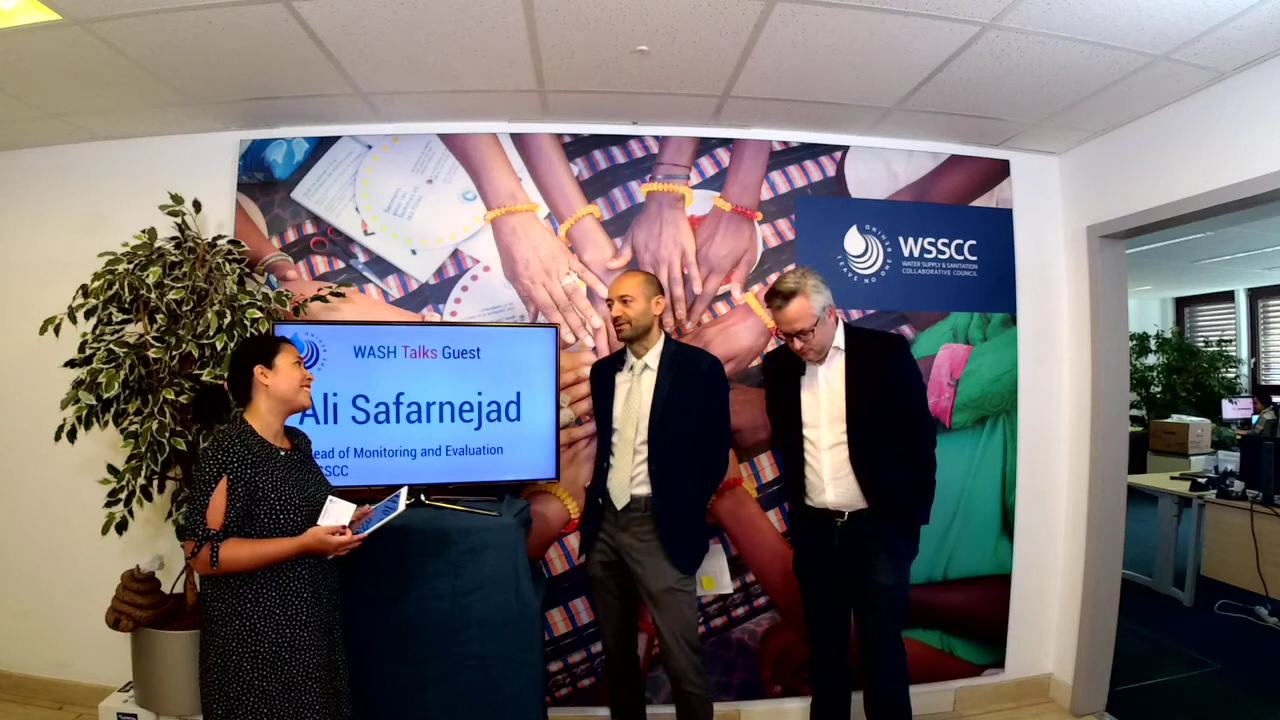 WASH Talks Guest
Ali Safarnejad
ead of Monitoring and Evaluation
SSCC
LEAVE NO ONE BEHIND
WSSCC
WATER SUPPLY & SANITATION
COLLABORATIVE COUNCIL